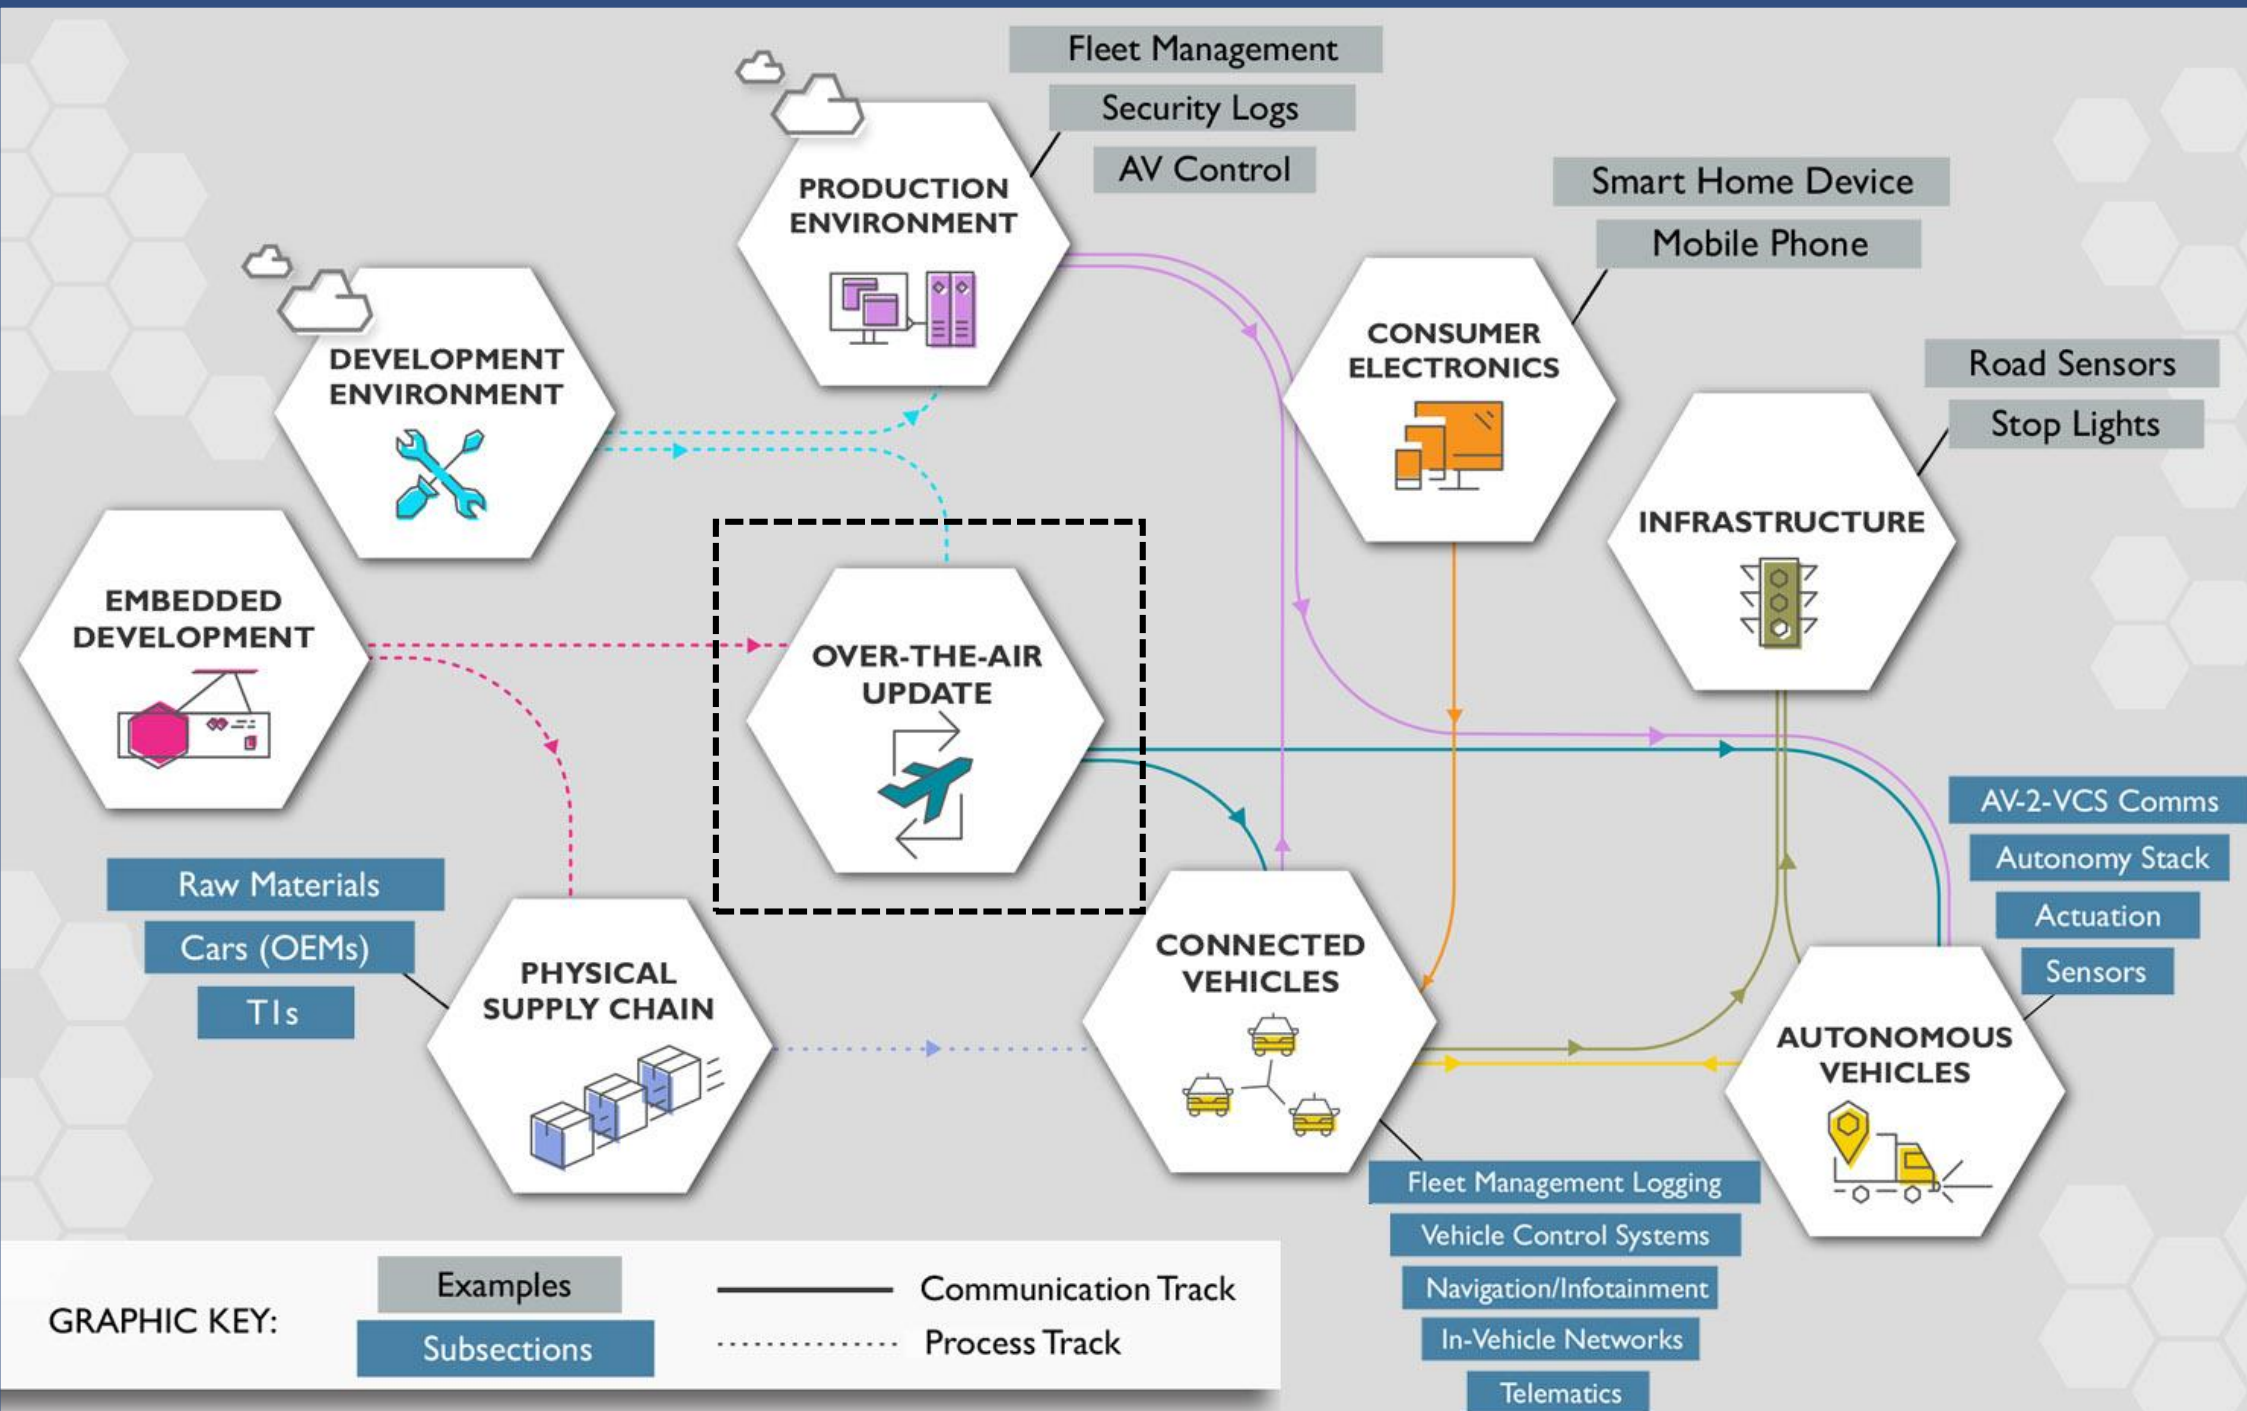 Fleet Management
Security Logs
AV Control
PRODUCTION
ENVIRONMENT
Smart Home Device
Mobile Phone
CONSUMER
ELECTRONICS
DEVELOPMENT
ENVIRONMENT
Road Sensors
Stop Lights
INFRASTRUCTURE
EMBEDDED
DEVELOPMENT
OVER-THE-AIR
UPDATE
AV-2-VCS Comms
Autonomy Stack
Actuation
Sensors
Raw Materials
Cars (OEMs)
T1s
PHYSICAL
SUPPLY CHAIN
CONNECTED
VEHICLES
AUTONOMOUS
VEHICLES
Fleet Management Logging
Vehicle Control Systems
Navigation/Infotainment
In-Vehicle Networks
Telematics
GRAPHIC KEY:
Examples
Subsections
Communication Track
Process Track